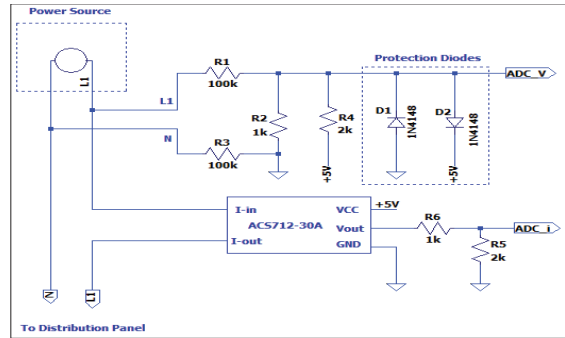 Power Source
L1
L1
N
R1
100k
R2
1k
R3
100k
R4
2k
+5V
Protection Diodes
D1
1N4148
D2
1N4148
+5V
ADC_V
I-in
VCC
+5V
ACS712-30A
Vout
I-out
GND
R6
1k
R5
2k
ADC_i
N
L1
To Distribution Panel